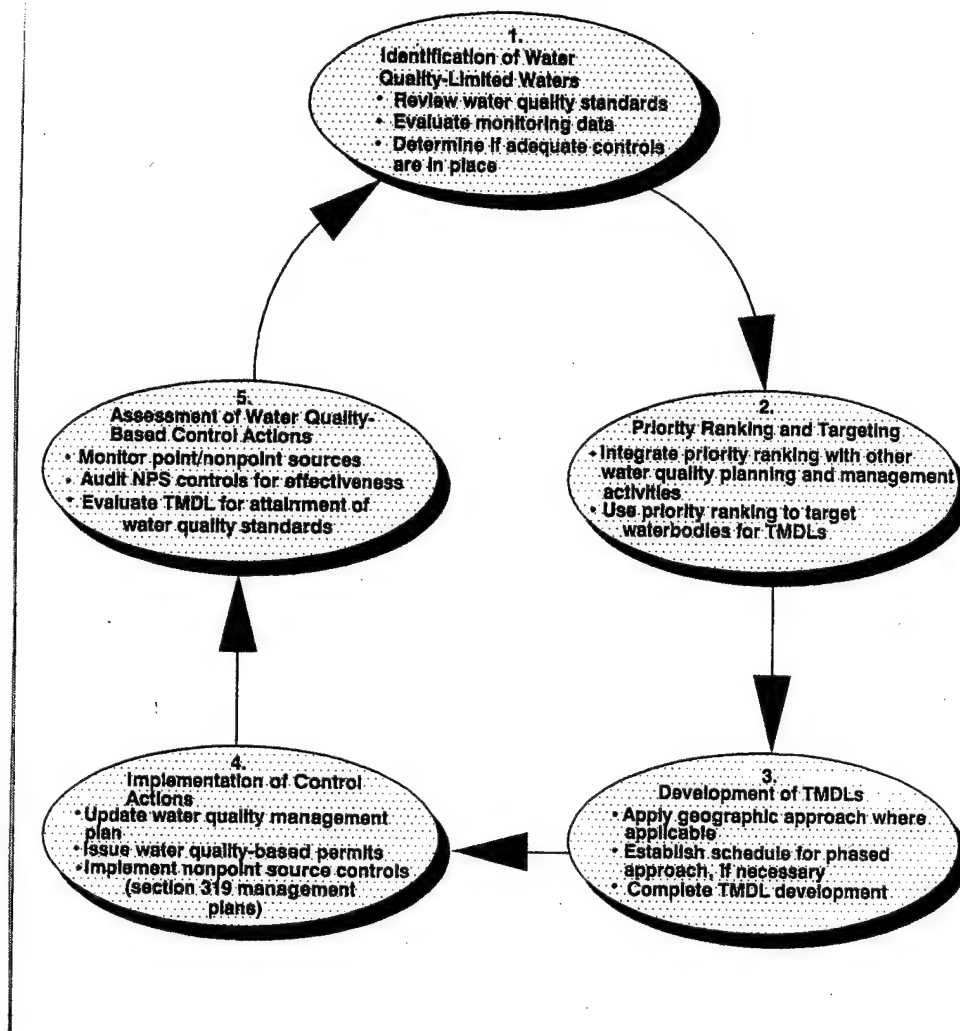 1.
Identification of Water
Quality-Limited Waters
• Review water quality standards
• Evaluate monitoring data
• Determine if adequate controls
are in place
2.
Priority Ranking and Targeting
• Integrate priority ranking with other
water quality planning and management
activities
• Use priority ranking to target
waterbodies for TMDLs
3.
Development of TMDLs
• Apply geographic approach where
applicable
• Establish schedule for phased
approach, if necessary
• Complete TMDL development
4.
Implementation of Control
Actions
• Update water quality management
plan
• Issue water quality-based permits
• Implement nonpoint source controls
(section 319 management
plans)
5.
Assessment of Water Quality-
Based Control Actions
• Monitor point/nonpoint sources
• Audit NPS controls for effectiveness
• Evaluate TMDL for attainment of
water quality standards